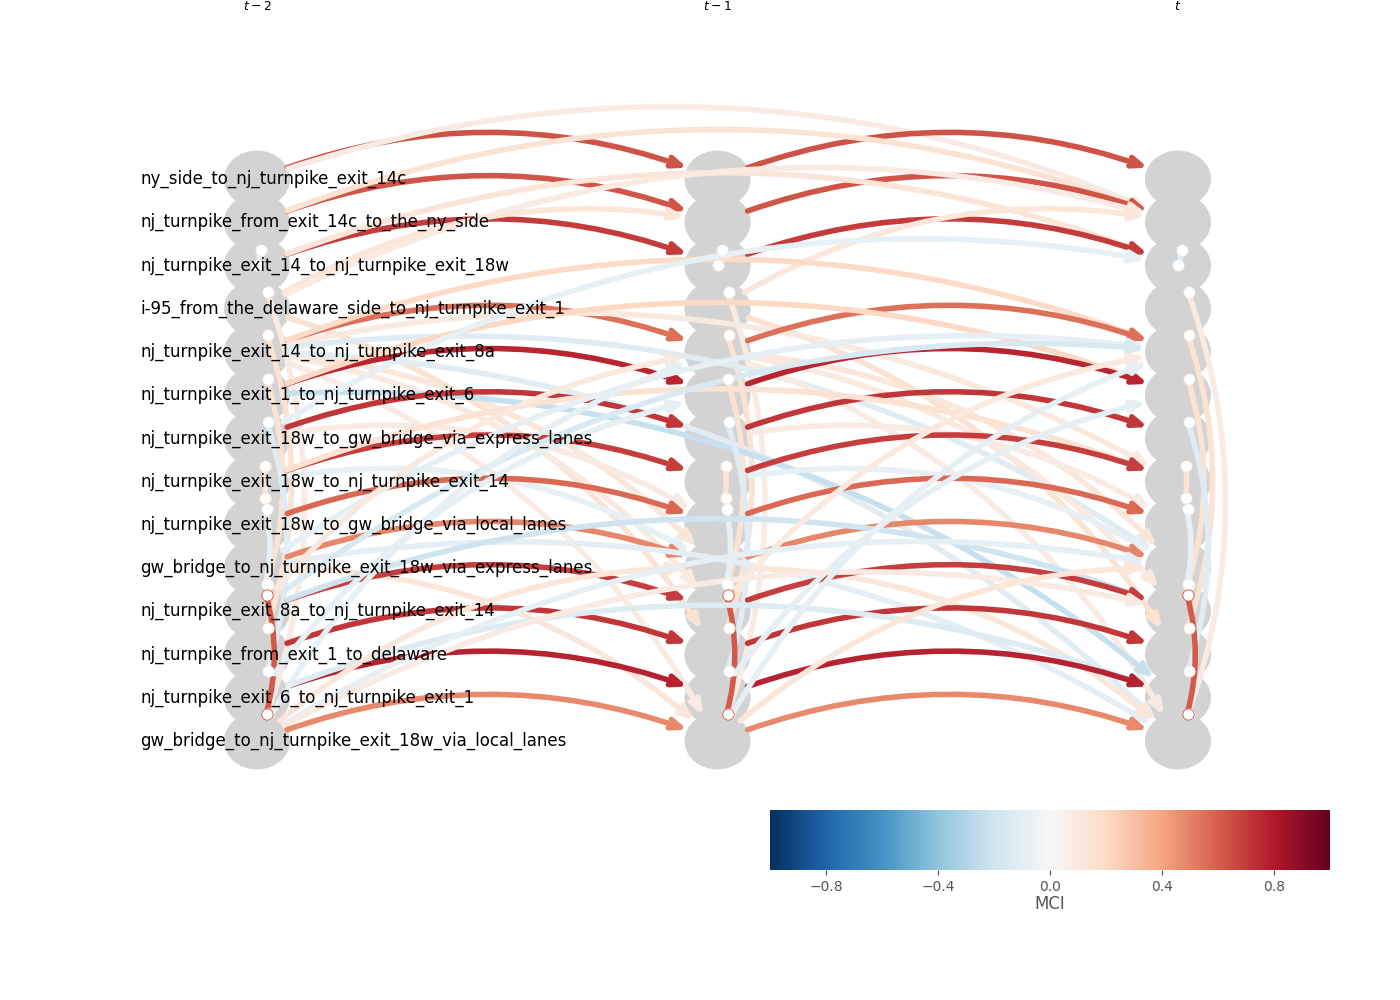 t − 2 t − 1 t
ny_side_to_nj_turnpike_exit_14c
nj_turnpike_from_exit_14c_to_the_ny_side
nj_turnpike_exit_14_to_nj_turnpike_exit_18w
i-95_from_the_delaware_side_to_nj_turnpike_exit_1
nj_turnpike_exit_14_to_nj_turnpike_exit_8a
nj_turnpike_exit_1_to_nj_turnpike_exit_6
nj_turnpike_exit_18w_to_gw_bridge_via_express_lanes
nj_turnpike_exit_18w_to_nj_turnpike_exit_14
nj_turnpike_exit_18w_to_gw_bridge_via_local_lanes
gw_bridge_to_nj_turnpike_exit_18w_via_express_lanes
nj_turnpike_exit_8a_to_nj_turnpike_exit_14
nj_turnpike_from_exit_1_to_delaware
nj_turnpike_exit_6_to_nj_turnpike_exit_1
gw_bridge_to_nj_turnpike_exit_18w_via_local_lanes
−0.8 −0.4 0.0 0.4 0.8
MCI